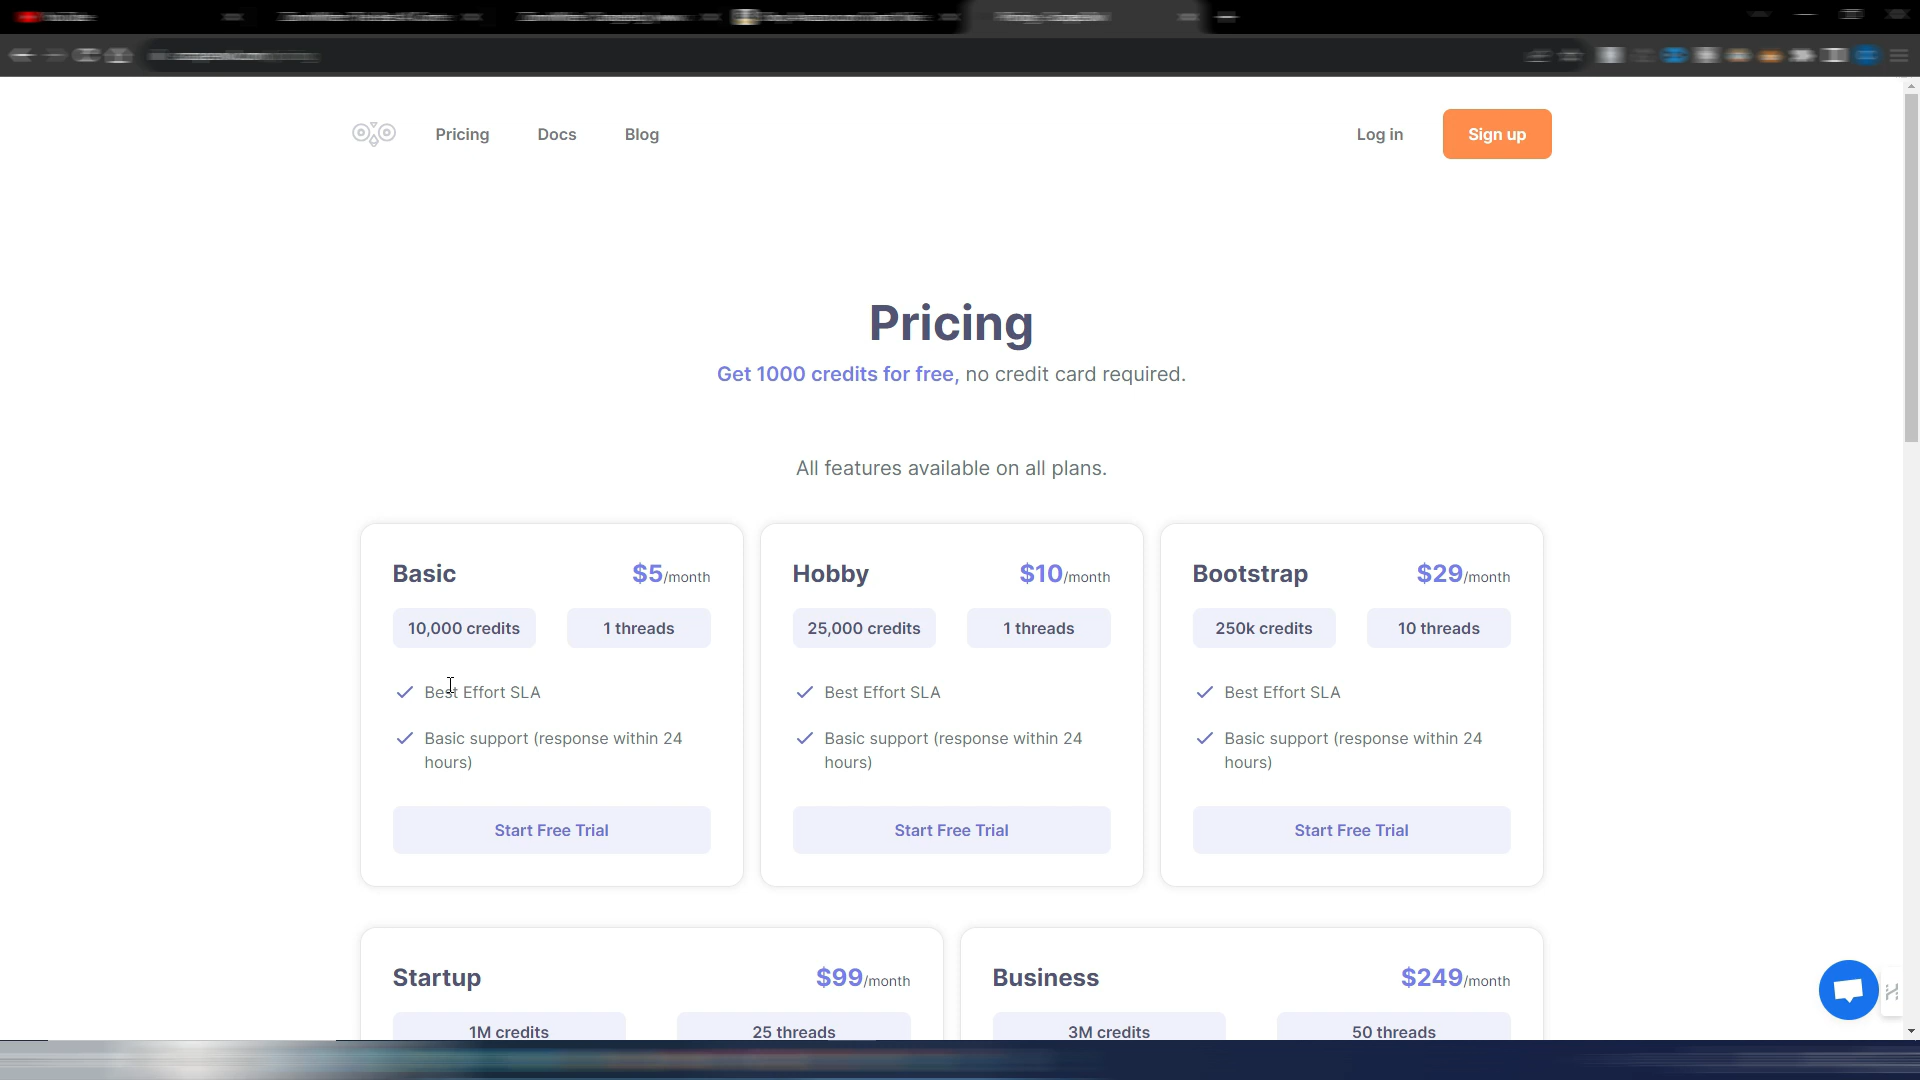 Pricing
Docs
Blog
Log in
Sign up
Pricing
Get 1000 credits for free, no credit card required.
All features available on all plans.
Basic
$5/month
10,000 credits
1 threads
Best Effort SLA
Basic support (response within 24
hours)
Start Free Trial
Hobby
$10/month
25,000 credits
1 threads
Best Effort SLA
Basic support (response within 24
hours)
Start Free Trial
Bootstrap
$29/month
250k credits
10 threads
Best Effort SLA
Basic support (response within 24
hours)
Start Free Trial
Startup
$99/month
1M credits
25 threads
Business
$249/month
3M credits
50 threads